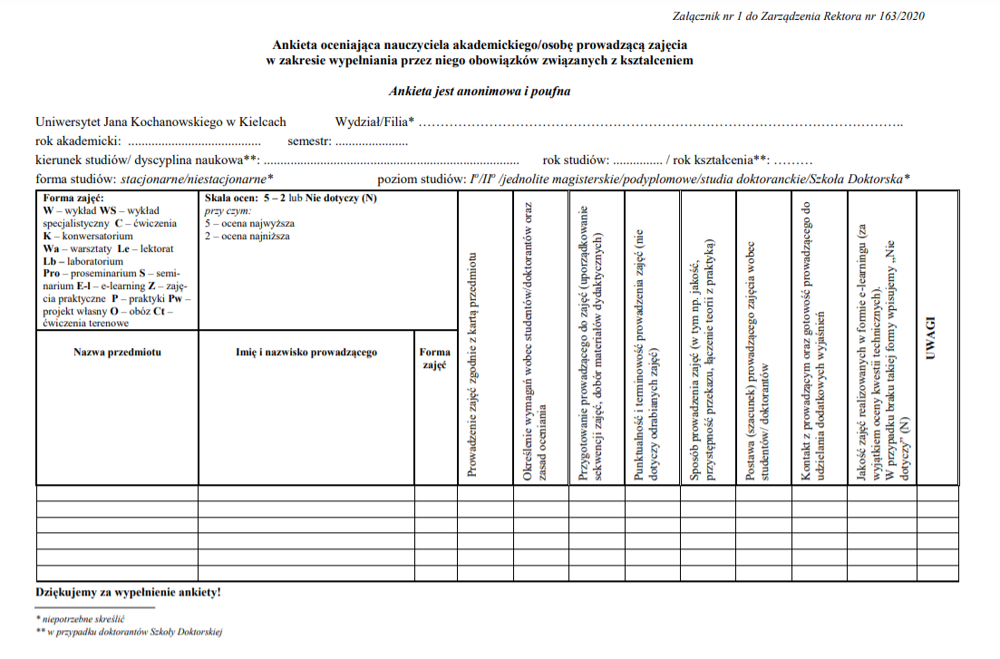 Załącznik nr 1 do Zarządzenia Rektora nr 163/2020
Ankieta oceniająca nauczyciela akademickiego/osobę prowadzącą zajęcia
w zakresie wypełniania przez niego obowiązków związanych z kształceniem
Ankieta jest anonimowa i poufna
Uniwersytet Jana Kochanowskiego w Kielcach Wydział/Filia* ……………………………………………………………………………………………………..
rok akademicki: .......................................... semestr: .......................
kierunek studiów/ dyscyplina naukowa**: ................................................................................. rok studiów: ................ / rok kształcenia**: ………
forma studiów: stacjonarne/niestacjonarne* poziom studiów: Iº/IIº /jednolite magisterskie/podyplomowe/studia doktoranckie/Szkoła Doktorska*
Forma zajęć:
W – wykład WS – wykład
specjalistyczny C – ćwiczenia
K – konwersatorium
Wa – warsztaty Le – lektorat
Lb – laboratorium
Pro – proseminarium S – semi-
narium E-l – e-learning Z – zaję-
cia praktyczne P – praktyki Pw –
projekt własny O – obóz Ct –
ćwiczenia terenowe
Skala ocen: 5 – 2 lub Nie dotyczy (N)
przy czym:
5 – ocena najwyższa
2 – ocena najniższa
Nazwa przedmiotu
Imię i nazwisko prowadzącego
Forma
zajęć
Prowadzenie zajęć zgodnie z kartą przedmiotu
Określenie wymagań wobec studentów/doktorantów oraz
zasad oceniania
Przygotowanie prowadzącego do zajęć (uporządkowanie
sekwencji zajęć, dobór materiałów dydaktycznych)
Punktualność i terminowość prowadzenia zajęć (nie
dotyczy odrabianych zajęć)
Sposób prowadzenia zajęć (w tym np. jakość,
przystępność przekazu, łączenie teorii z praktyką)
Postawa (szacunek) prowadzącego zajęcia wobec
studentów/ doktorantów
Kontakt z prowadzącym oraz gotowość prowadzącego do
udzielania dodatkowych wyjaśnień
Jakość zajęć realizowanych w formie e-learningu (za
wyjątkiem oceny kwestii technicznych).
W przypadku braku takiej formy wpisujemy „Nie
dotyczy” (N)
UWAGI
Dziękujemy za wypełnienie ankiety!
* niepotrzebne skreślić
** w przypadku doktorantów Szkoły Doktorskiej